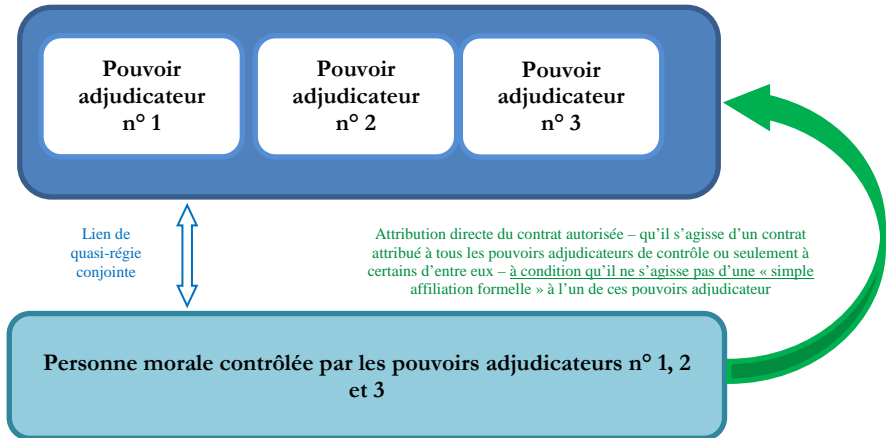 Pouvoir
adjudicateur
n° 1
Pouvoir
adjudicateur
n° 2
Pouvoir
adjudicateur
n° 3
Lien de
quasi-régie
conjointe
Attribution directe du contrat autorisée – qu'il s'agisse d'un contrat
attribué à tous les pouvoirs adjudicateurs de contrôle ou seulement à
certains d'entre eux – à condition qu'il ne s'agisse pas d'une « simple
affiliation formelle » à l'un de ces pouvoirs adjudicateur
Personne morale contrôlée par les pouvoirs adjudicateurs n° 1, 2
et 3